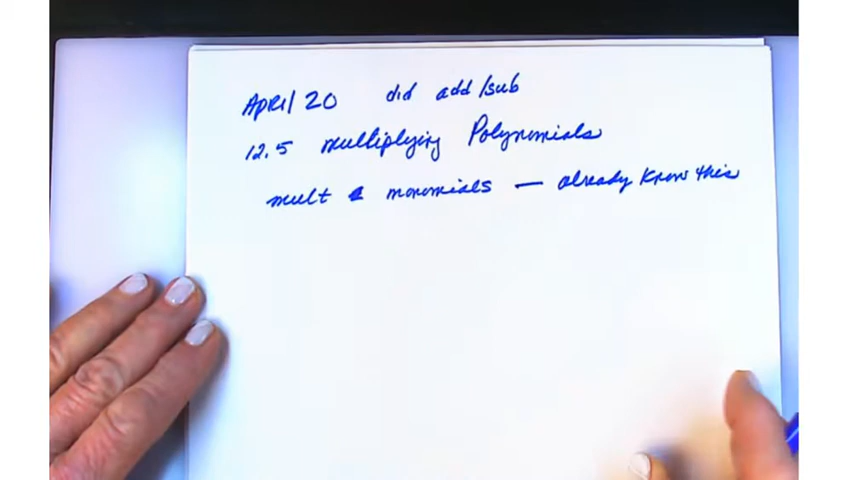 April 20 did add/sub
12.5 multiplying Polynomials
mult monomials — already know this